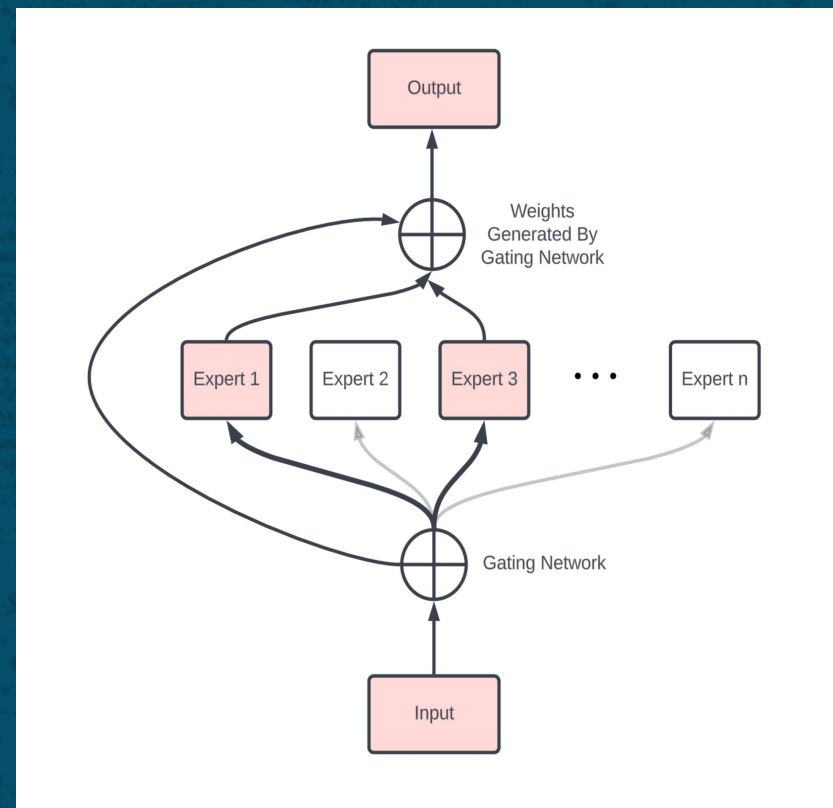 Output
Weights
Generated By
Gating Network
Expert 1
Expert 2
Expert 3
• • •
Expert n
Gating Network
Input